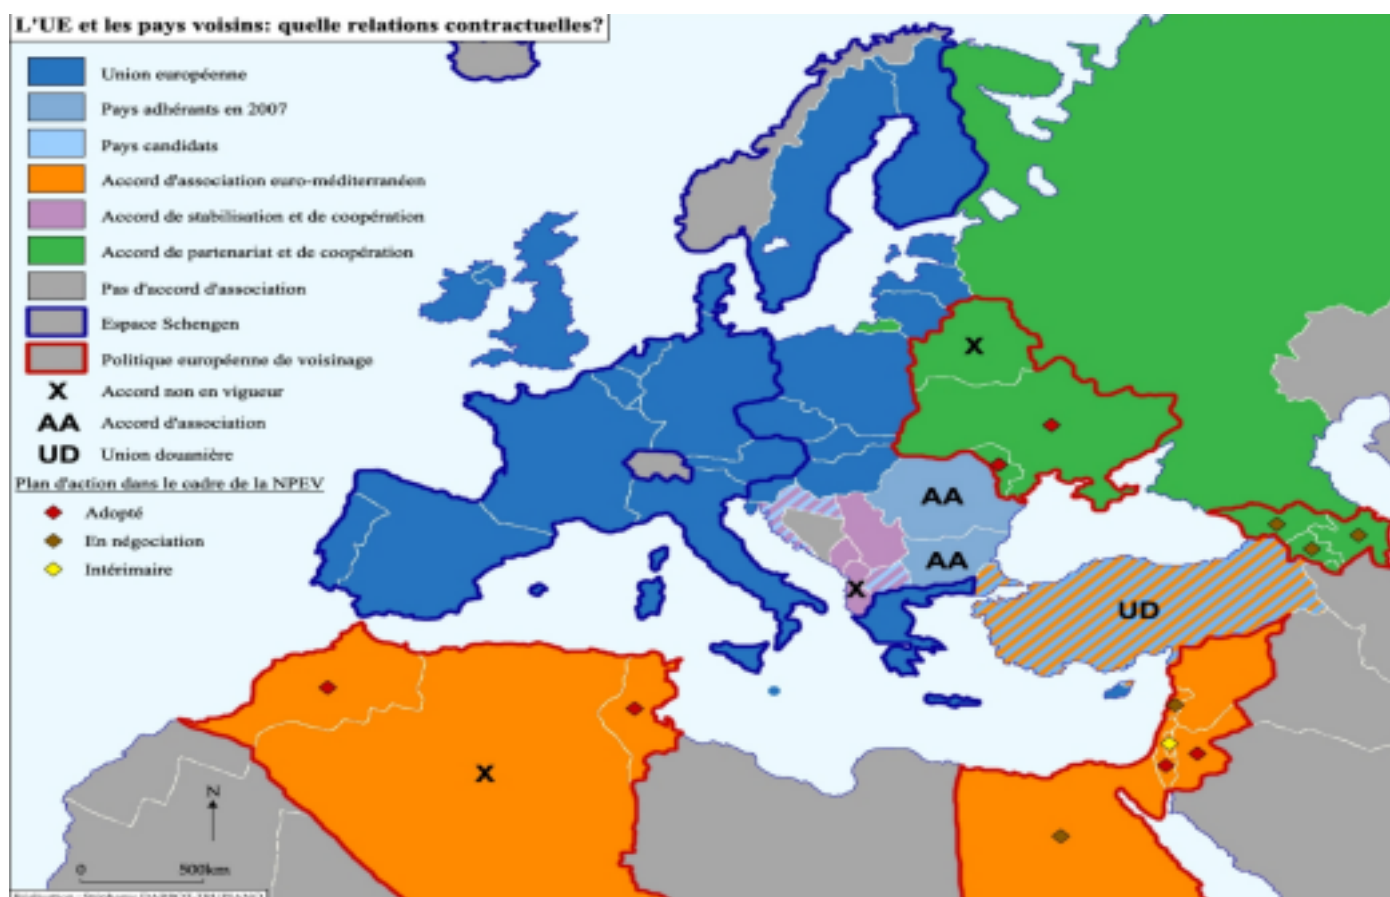 L'UE et les pays voisins: quelle relations contractuelles?
Union européenne
Pays adhérants en 2007
Pays candidats
Accord d'association euro-méditerranéen
Accord de stabilisation et de coopération
Accord de partenariat et de coopération
Pas d'accord d'association
Espace Schengen
Politique européenne de voisinage
X Accord non en vigueur
AA Accord d'association
UD Union douanière
Plan d'action dans le cadre de la NPEV
Adopté
En négociation
Intérimaire
X
AA
AA
X
UD
X
N
0 500km